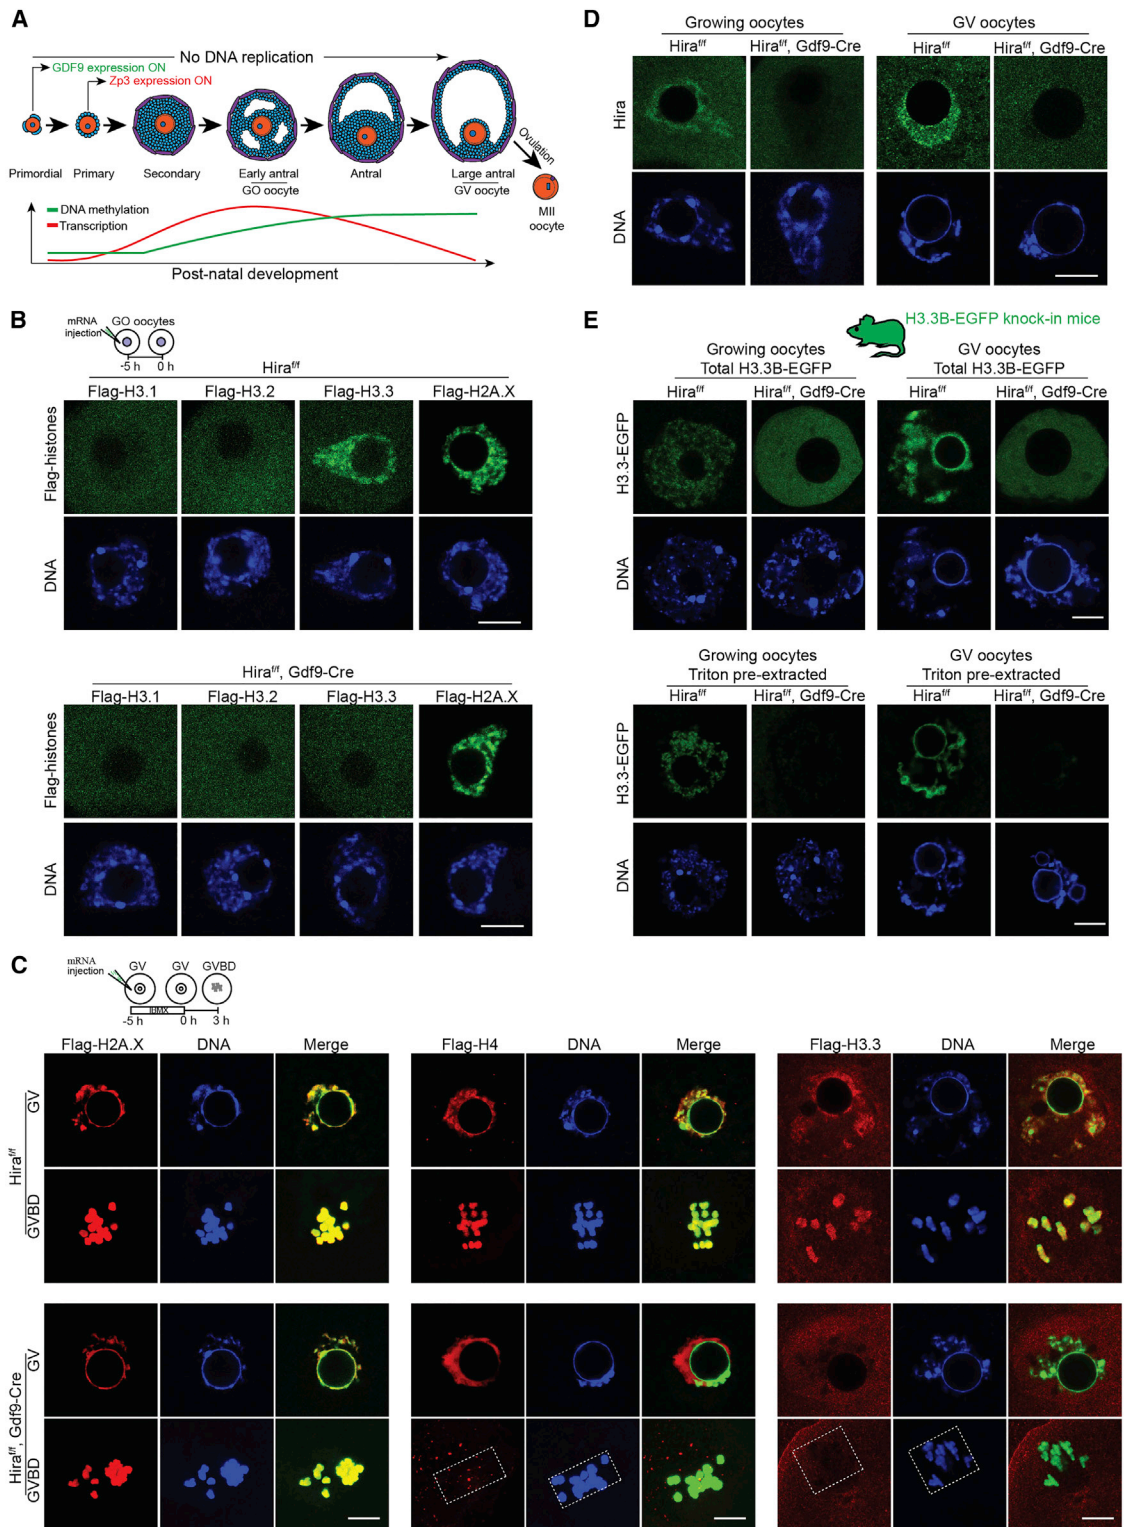 A
No DNA replication
GDF9 expression ON
Zp3 expression ON
Primordial
Primary
Secondary
Early antral
GO oocyte
Antral
Large antral
GV oocyte
Ovulation
MII
oocyte
DNA methylation
Transcription
Post-natal development
B
mRNA
injection
GO oocytes
-5 h
0 h
Hiraf/f
Flag-H3.1
Flag-H3.2
Flag-H3.3
Flag-H2A.X
Flag-histones
DNA
Hiraf/f, Gdf9-Cre
Flag-H3.1
Flag-H3.2
Flag-H3.3
Flag-H2A.X
Flag-histones
DNA
C
mRNA
injection
GV
GV
GVBD
IBMX
-5 h
0 h
3 h
Flag-H2A.X
DNA
Merge
Flag-H4
DNA
Merge
Flag-H3.3
DNA
Merge
Hiraf/f
GV
GVBD
Hiraf/f, Gdf9-Cre
GV
GVBD
D
Growing oocytes
GV oocytes
Hiraf/f
Hiraf/f, Gdf9-Cre
Hiraf/f
Hiraf/f, Gdf9-Cre
Hira
DNA
E
H3.3B-EGFP knock-in mice
Growing oocytes
Total H3.3B-EGFP
GV oocytes
Total H3.3B-EGFP
Hiraf/f
Hiraf/f, Gdf9-Cre
Hiraf/f
Hiraf/f, Gdf9-Cre
H3.3-EGFP
DNA
Growing oocytes
Triton pre-extracted
GV oocytes
Triton pre-extracted
Hiraf/f
Hiraf/f, Gdf9-Cre
Hiraf/f
Hiraf/f, Gdf9-Cre
H3.3-EGFP
DNA